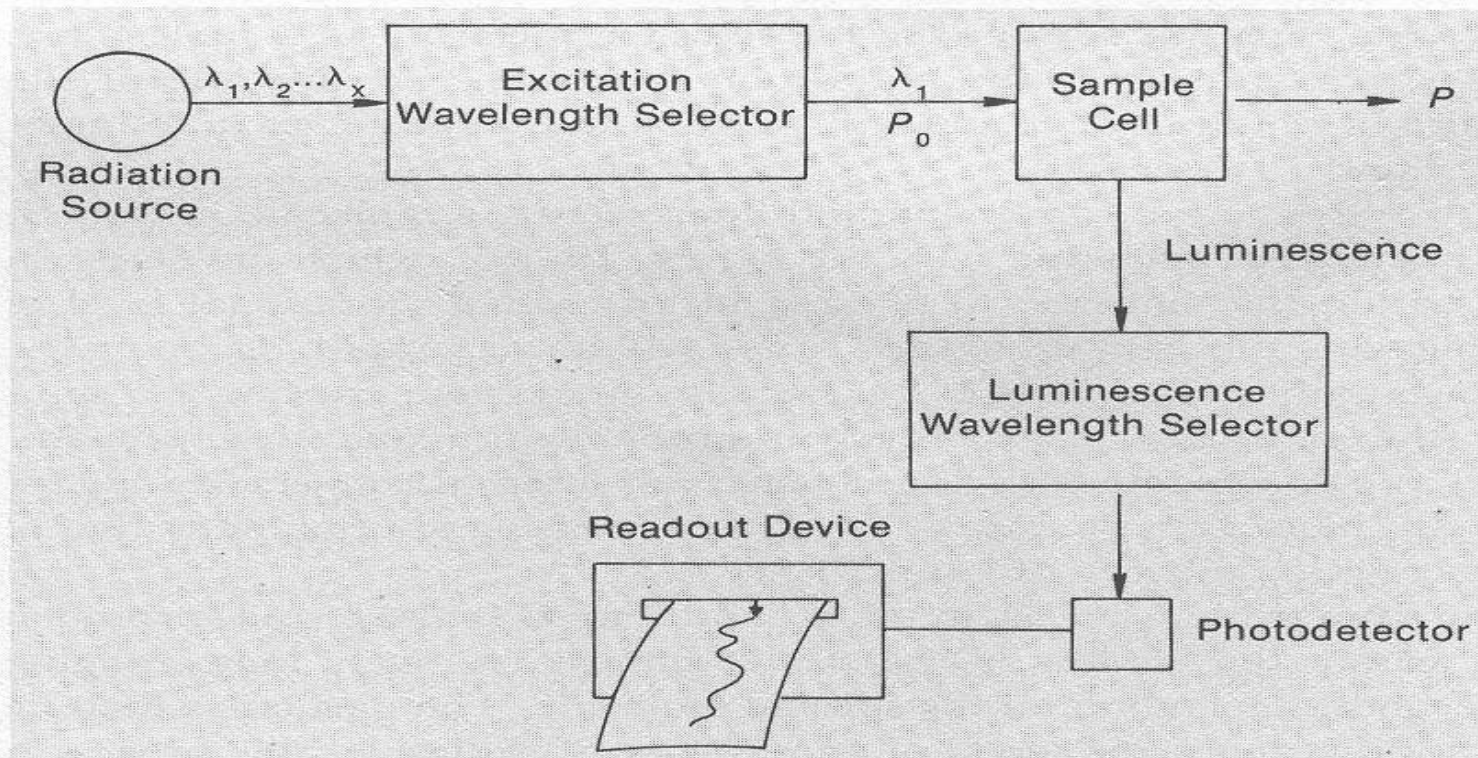 λ₁,λ₂...λₓ
Radiation
Source
Excitation
Wavelength Selector
λ₁
P₀
Sample
Cell
P
Luminescence
Luminescence
Wavelength Selector
Readout Device
Photodetector